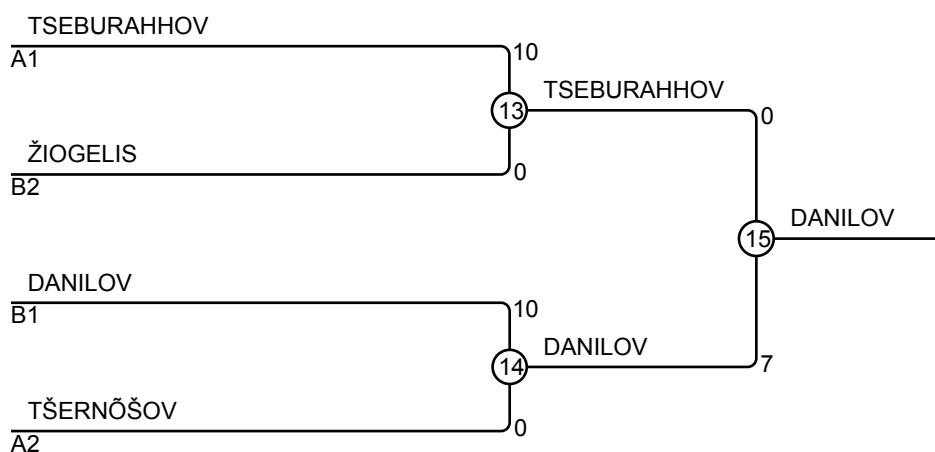 TSEBURAHHOV
A1
10
13
TSEBURAHHOV
0
ŽIOGELIS
B2
0
15
DANILOV
DANILOV
B1
10
14
DANILOV
7
TŠERNÕŠOV
A2
0